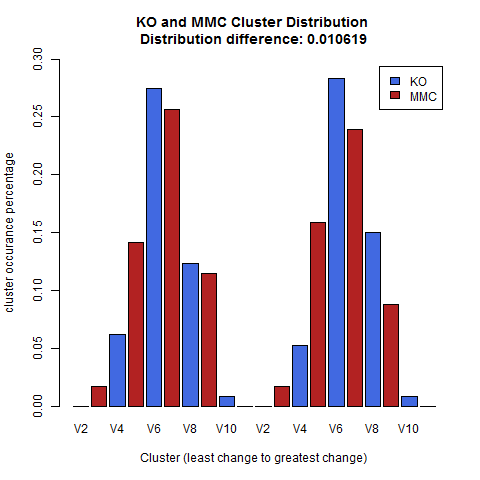 KO and MMC Cluster Distribution
Distribution difference: 0.010619
KO
MMC
cluster occurance percentage
0.30
0.25
0.20
0.15
0.10
0.05
0.00
V2 V4 V6 V8 V10 V2 V4 V6 V8 V10
Cluster (least change to greatest change)